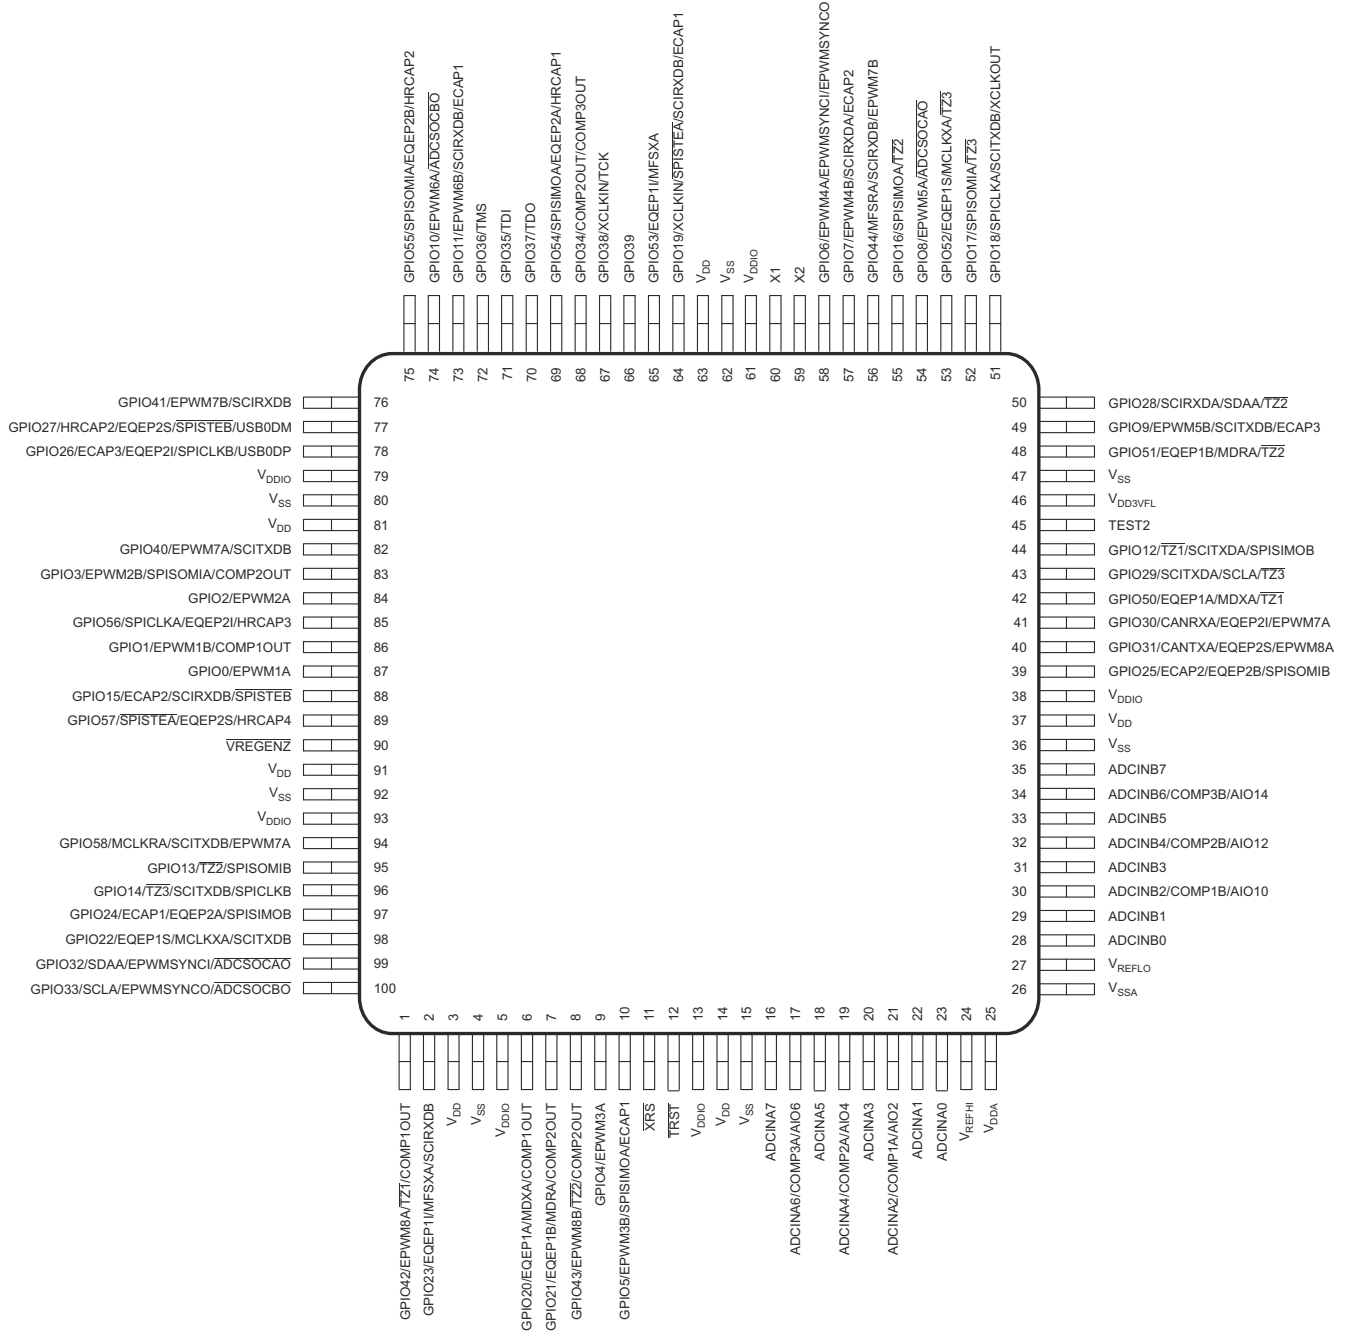 GPIO55/SPISOMIA/EQEP2B/HRCAP2
GPIO10/EPWM6A/ADCSOCBO
GPIO11/EPWM6B/SCIRXDB/ECAP1
GPIO36/TMS
GPIO35/TDI
GPIO37/TDO
GPIO54/SPISIMOA/EQEP2A/HRCAP1
GPIO34/COMP2OUT/COMP3OUT
GPIO38/XCLKIN/TCK
GPIO39
GPIO53/EQEP1I/MFSXA
GPIO19/XCLKIN/SPISTEA/SCIRXDB/ECAP1
VDD
VSS
VDDIO
X1
X2
GPIO6/EPWM4A/EPWMSYNCI/EPWMSYNCO
GPIO7/EPWM4B/SCIRXDA/ECAP2
GPIO44/MFSRA/SCIRXDB/EPWM7B
GPIO16/SPISIMOA/TZ2
GPIO8/EPWM5A/ADCSOCAO
GPIO52/EQEP1S/MCLKXA/TZ3
GPIO17/SPISOMIA/TZ3
GPIO18/SPICLKA/SCITXDB/XCLKOUT
75
74
73
72
71
70
69
68
67
66
65
64
63
62
61
60
59
58
57
56
55
54
53
52
51
GPIO41/EPWM7B/SCIRXDB 76
GPIO27/HRCAP2/EQEP2S/SPISTEB/USB0DM 77
GPIO26/ECAP3/EQEP2I/SPICLKB/USB0DP 78
VDDIO 79
VSS 80
VDD 81
GPIO40/EPWM7A/SCITXDB 82
GPIO3/EPWM2B/SPISOMIA/COMP2OUT 83
GPIO2/EPWM2A 84
GPIO56/SPICLKA/EQEP2I/HRCAP3 85
GPIO1/EPWM1B/COMP1OUT 86
GPIO0/EPWM1A 87
GPIO15/ECAP2/SCIRXDB/SPISTEB 88
GPIO57/SPISTEA/EQEP2S/HRCAP4 89
VREGENZ 90
VDD 91
VSS 92
VDDIO 93
GPIO58/MCLKRA/SCITXDB/EPWM7A 94
GPIO13/TZ2/SPISOMIB 95
GPIO14/TZ3/SCITXDB/SPICLKB 96
GPIO24/ECAP1/EQEP2A/SPISIMOB 97
GPIO22/EQEP1S/MCLKXA/SCITXDB 98
GPIO32/SDAA/EPWMSYNCI/ADCSOCAO 99
GPIO33/SCLA/EPWMSYNCO/ADCSOCBO 100
50 GPIO28/SCIRXDA/SDAA/TZ2
49 GPIO9/EPWM5B/SCITXDB/ECAP3
48 GPIO51/EQEP1B/MDRA/TZ2
47 VSS
46 VDD3VFL
45 TEST2
44 GPIO12/TZ1/SCITXDA/SPISIMOB
43 GPIO29/SCITXDA/SCLA/TZ3
42 GPIO50/EQEP1A/MDXA/TZ1
41 GPIO30/CANRXA/EQEP2I/EPWM7A
40 GPIO31/CANTXA/EQEP2S/EPWM8A
39 GPIO25/ECAP2/EQEP2B/SPISOMIB
38 VDDIO
37 VDD
36 VSS
35 ADCINB7
34 ADCINB6/COMP3B/AIO14
33 ADCINB5
32 ADCINB4/COMP2B/AIO12
31 ADCINB3
30 ADCINB2/COMP1B/AIO10
29 ADCINB1
28 ADCINB0
27 VREFLO
26 VSSA
1
2
3
4
5
6
7
8
9
10
11
12
13
14
15
16
17
18
19
20
21
22
23
24
25
GPIO42/EPWM8A/TZ1/COMP1OUT
GPIO23/EQEP1I/MFSXA/SCIRXDB
VDD
VSS
VDDIO
GPIO20/EQEP1A/MDXA/COMP1OUT
GPIO21/EQEP1B/MDRA/COMP2OUT
GPIO43/EPWM8B/TZ2/COMP2OUT
GPIO4/EPWM3A
GPIO5/EPWM3B/SPISIMOA/ECAP1
XRS
TRST
VDDIO
VDD
VSS
ADCINA7
ADCINA6/COMP3A/AIO6
ADCINA5
ADCINA4/COMP2A/AIO4
ADCINA3
ADCINA2/COMP1A/AIO2
ADCINA1
ADCINA0
VREFHI
VDDA